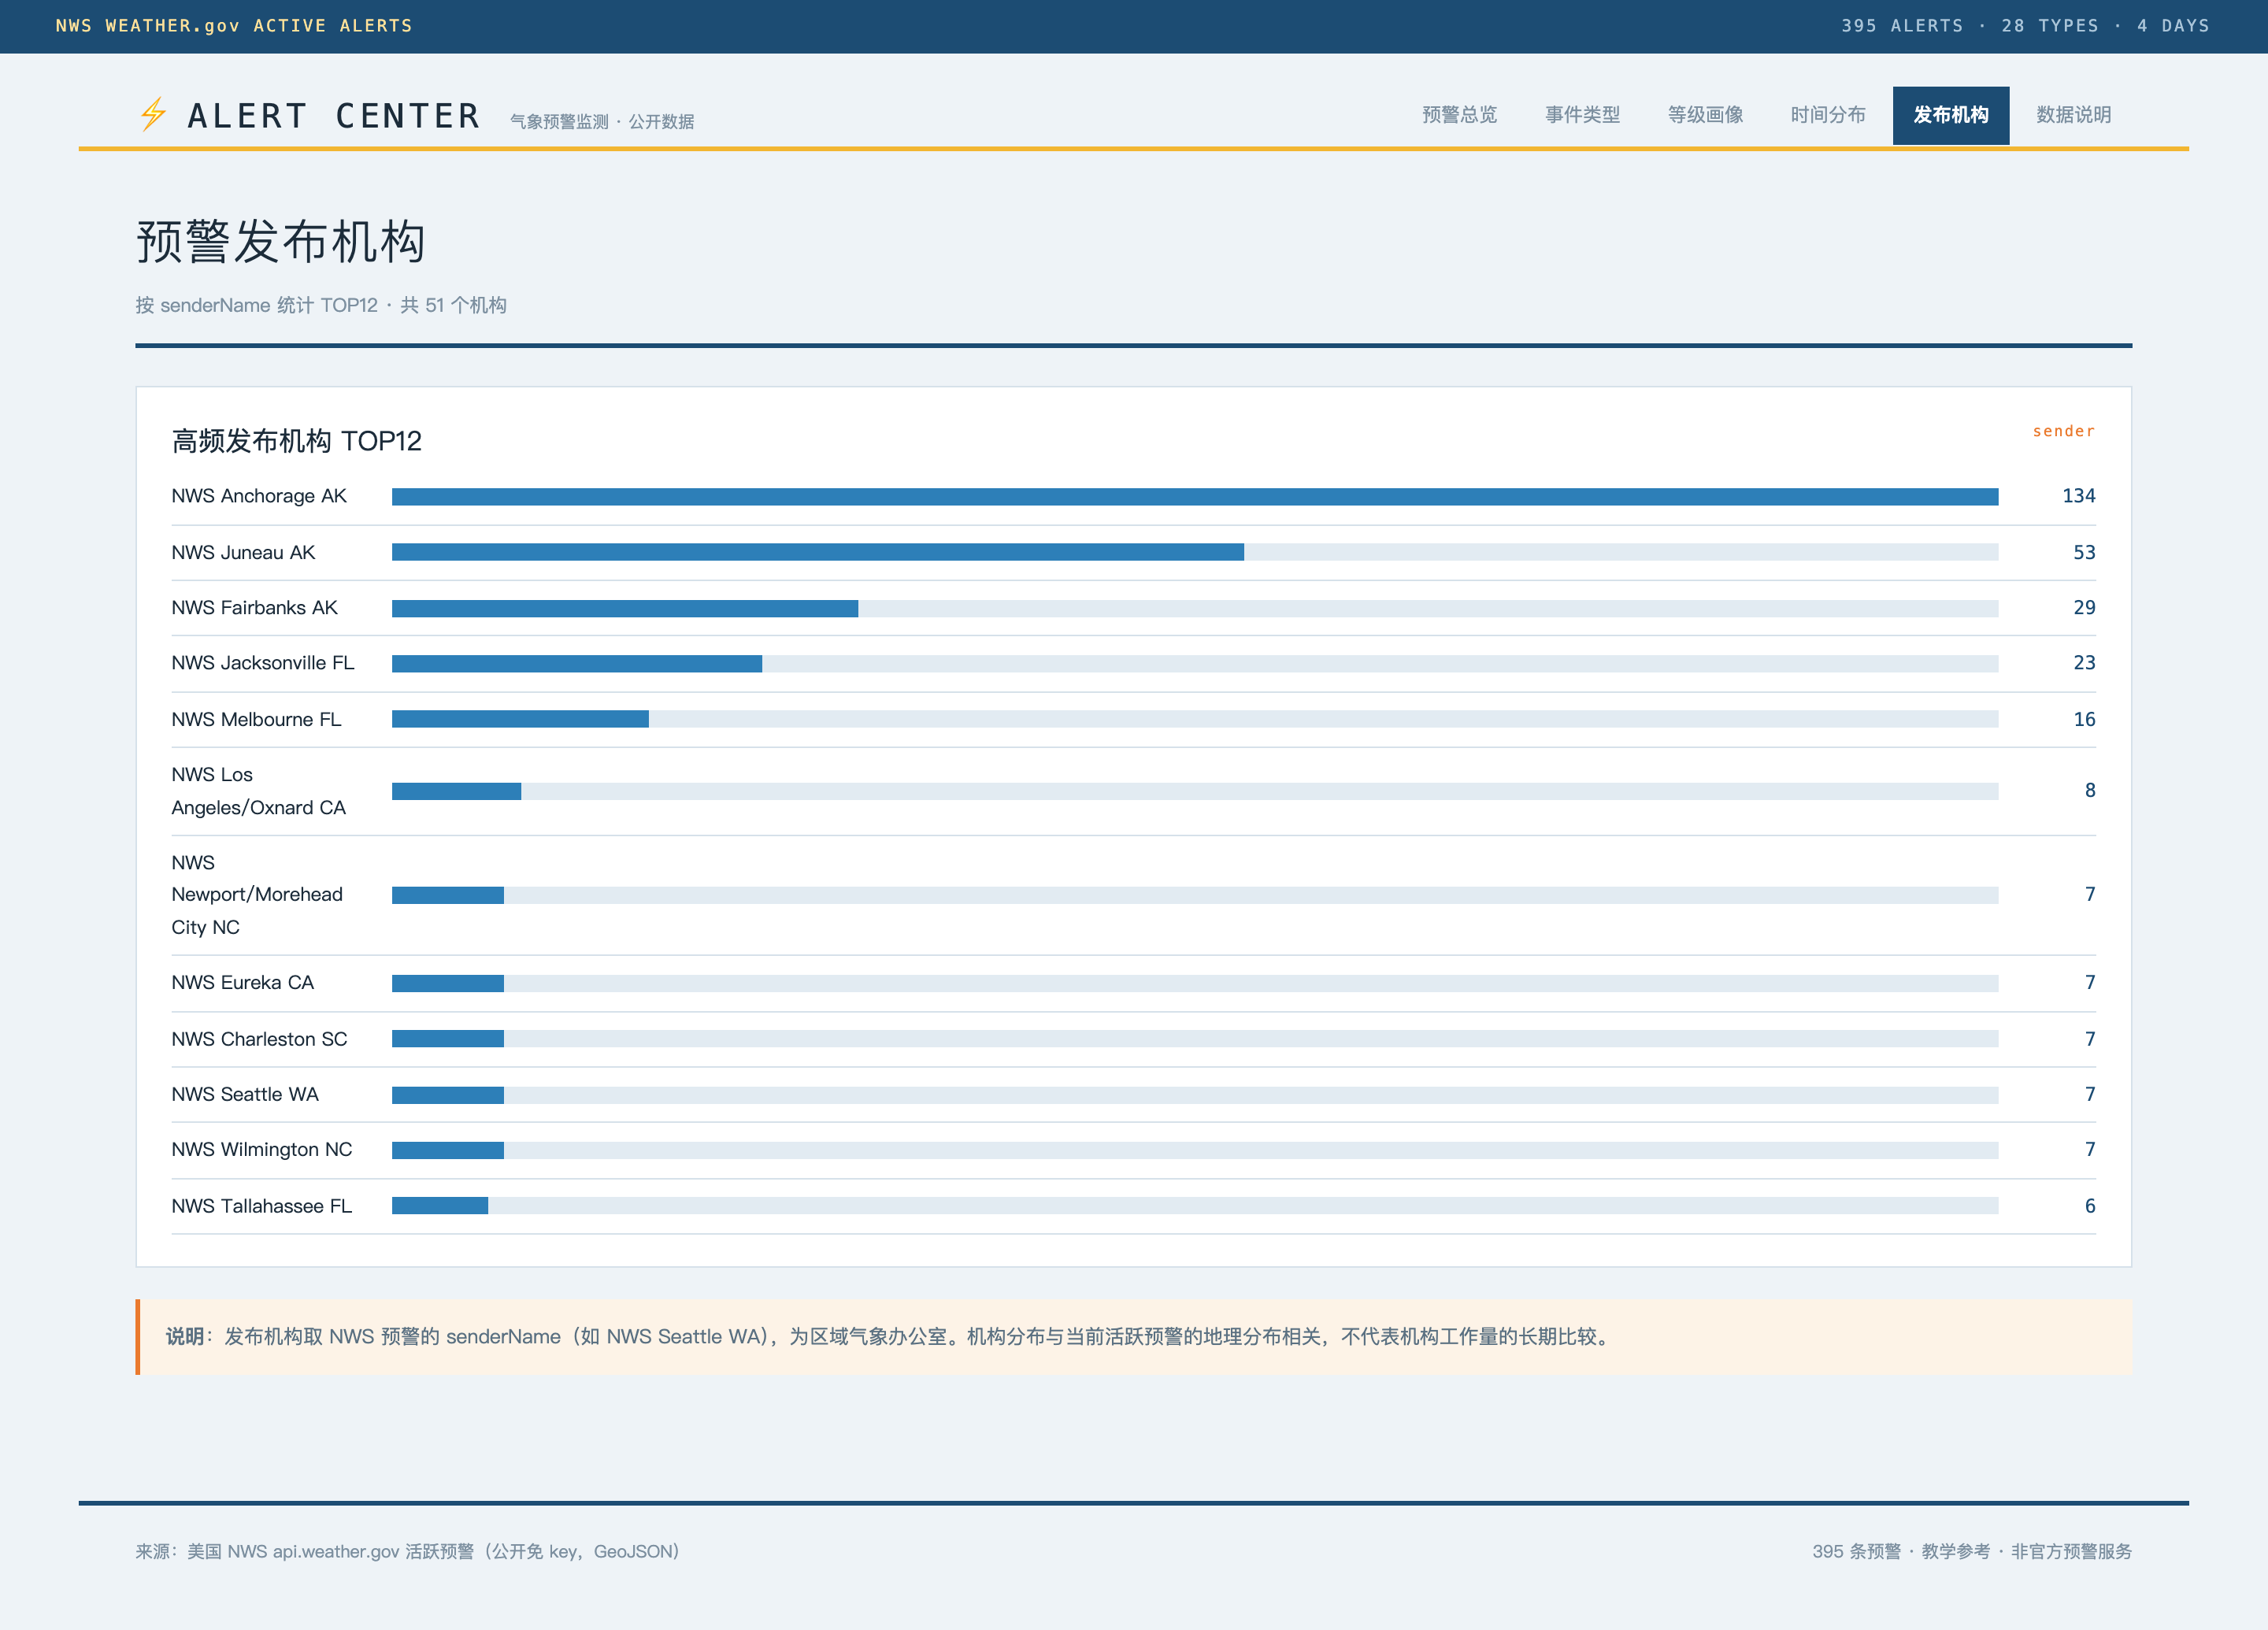 NWS WEATHER.gov ACTIVE ALERTS
395 ALERTS · 28 TYPES · 4 DAYS
⚡ ALERT CENTER 气象预警监测 · 公开数据
预警总览 事件类型 等级画像 时间分布 发布机构 数据说明
预警发布机构
按 senderName 统计 TOP12 · 共 51 个机构
高频发布机构 TOP12
sender
NWS Anchorage AK 134
NWS Juneau AK 53
NWS Fairbanks AK 29
NWS Jacksonville FL 23
NWS Melbourne FL 16
NWS Los
Angeles/Oxnard CA 8
NWS
Newport/Morehead 7
City NC
NWS Eureka CA 7
NWS Charleston SC 7
NWS Seattle WA 7
NWS Wilmington NC 7
NWS Tallahassee FL 6
说明：发布机构取 NWS 预警的 senderName（如 NWS Seattle WA），为区域气象办公室。机构分布与当前活跃预警的地理分布相关，不代表机构工作量的长期比较。
来源：美国 NWS api.weather.gov 活跃预警（公开免 key，GeoJSON）
395 条预警 · 教学参考 · 非官方预警服务